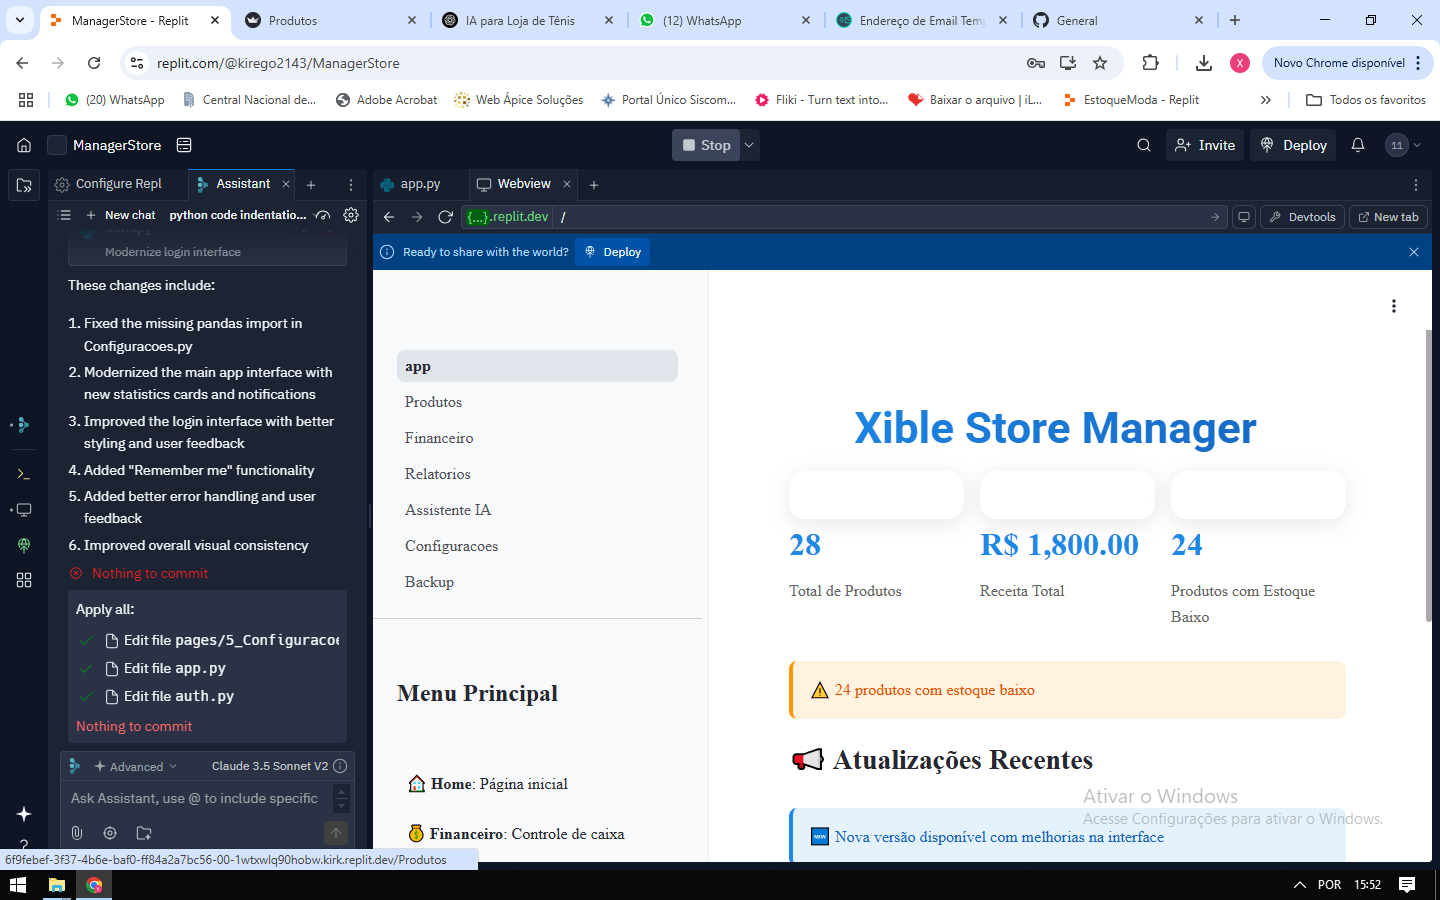 ManagerStore - Replit
Produtos
IA para Loja de Tênis
(12) WhatsApp
Endereço de Email Temp
General
replit.com/@kirego2143/ManagerStore
X
Novo Chrome disponível
(20) WhatsApp
Central Nacional de...
Adobe Acrobat
Web Ápice Soluções
Portal Único Siscom...
Fliki - Turn text into...
Baixar o arquivo | iL...
EstoqueModa - Replit
Todos os favoritos
ManagerStore
Stop
Invite
Deploy
11
Configure Repl
Assistant
app.py
Webview
New chat
python code indentatio...
{...}.replit.dev
/
Devtools
New tab
Modernize login interface
Ready to share with the world?
Deploy
These changes include:
1. Fixed the missing pandas import in
Configuracoes.py
2. Modernized the main app interface with
new statistics cards and notifications
3. Improved the login interface with better
styling and user feedback
4. Added "Remember me" functionality
5. Added better error handling and user
feedback
6. Improved overall visual consistency
Nothing to commit
Apply all:
Edit file pages/5_Configuracoe
Edit file app.py
Edit file auth.py
Nothing to commit
Advanced
Claude 3.5 Sonnet V2
Ask Assistant, use @ to include specific
app
Produtos
Financeiro
Relatorios
Assistente IA
Configuracoes
Backup
Menu Principal
Home: Página inicial
Financeiro: Controle de caixa
Xible Store Manager
28
Total de Produtos
R$ 1,800.00
Receita Total
24
Produtos com Estoque
Baixo
24 produtos com estoque baixo
Atualizações Recentes
NEW Nova versão disponível com melhorias na interface
Ativar o Windows
Acesse Configurações para ativar o Windows.
6f9febef-3f37-4b6e-baf0-ff84a2a7bc56-00-1wtxwlq90hobw.kirk.replit.dev/Produtos
POR
15:52